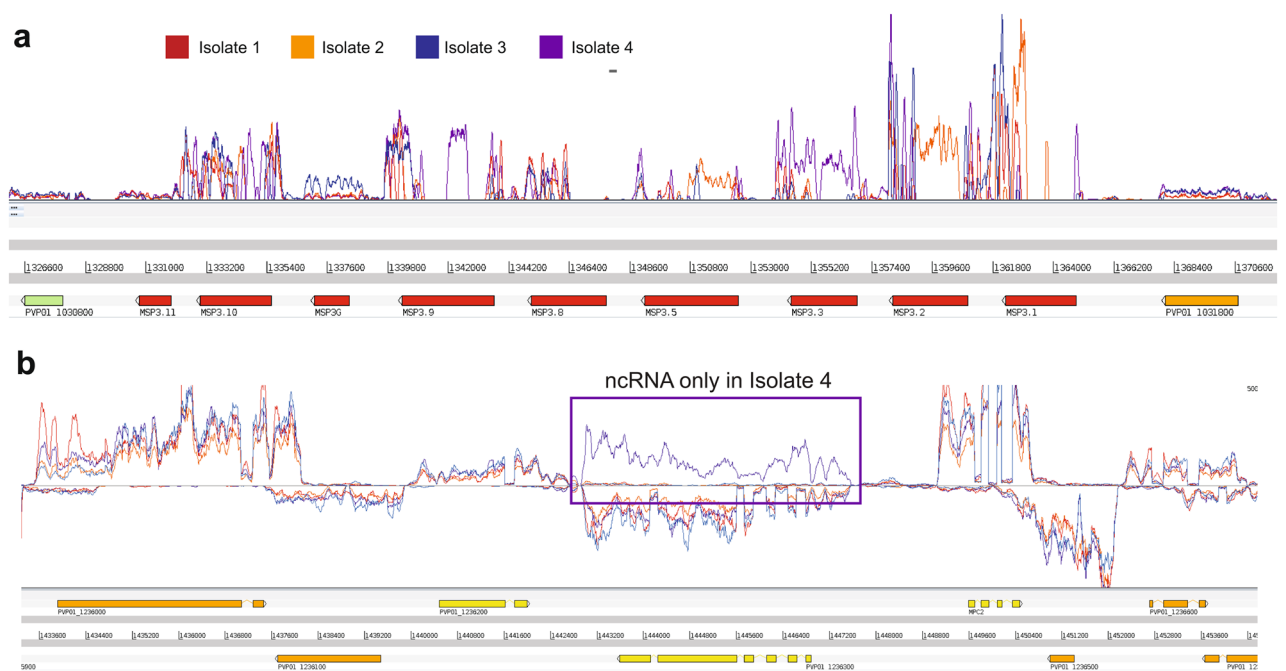 a
Isolate 1 Isolate 2 Isolate 3 Isolate 4
1326600 1328800 1331000 1333200 1335400 1337600 1339800 1342000 1344200 1346400 1348600 1350800 1353000 1355200 1357400 1359600 1361800 1364000 1366200 1368400 1370600
PVP01_1030800 MSP3.11 MSP3.10 MSP3G MSP3.9 MSP3.8 MSP3.5 MSP3.3 MSP3.2 MSP3.1 PVP01_1031800
b
ncRNA only in Isolate 4
PVP01_1236000 PVP01_1236200 MPC2 PVP01_1236600
1433600 1434400 1435200 1436000 1436800 1437600 1438400 1439200 1440000 1440800 1441600 1442400 1443200 1444000 1444800 1445600 1446400 1447200 1448000 1448800 1449600 1450400 1451200 1452000 1452800 1453600
5900 PVP01_1236100 PVP01_1236300 PVP01_1236500